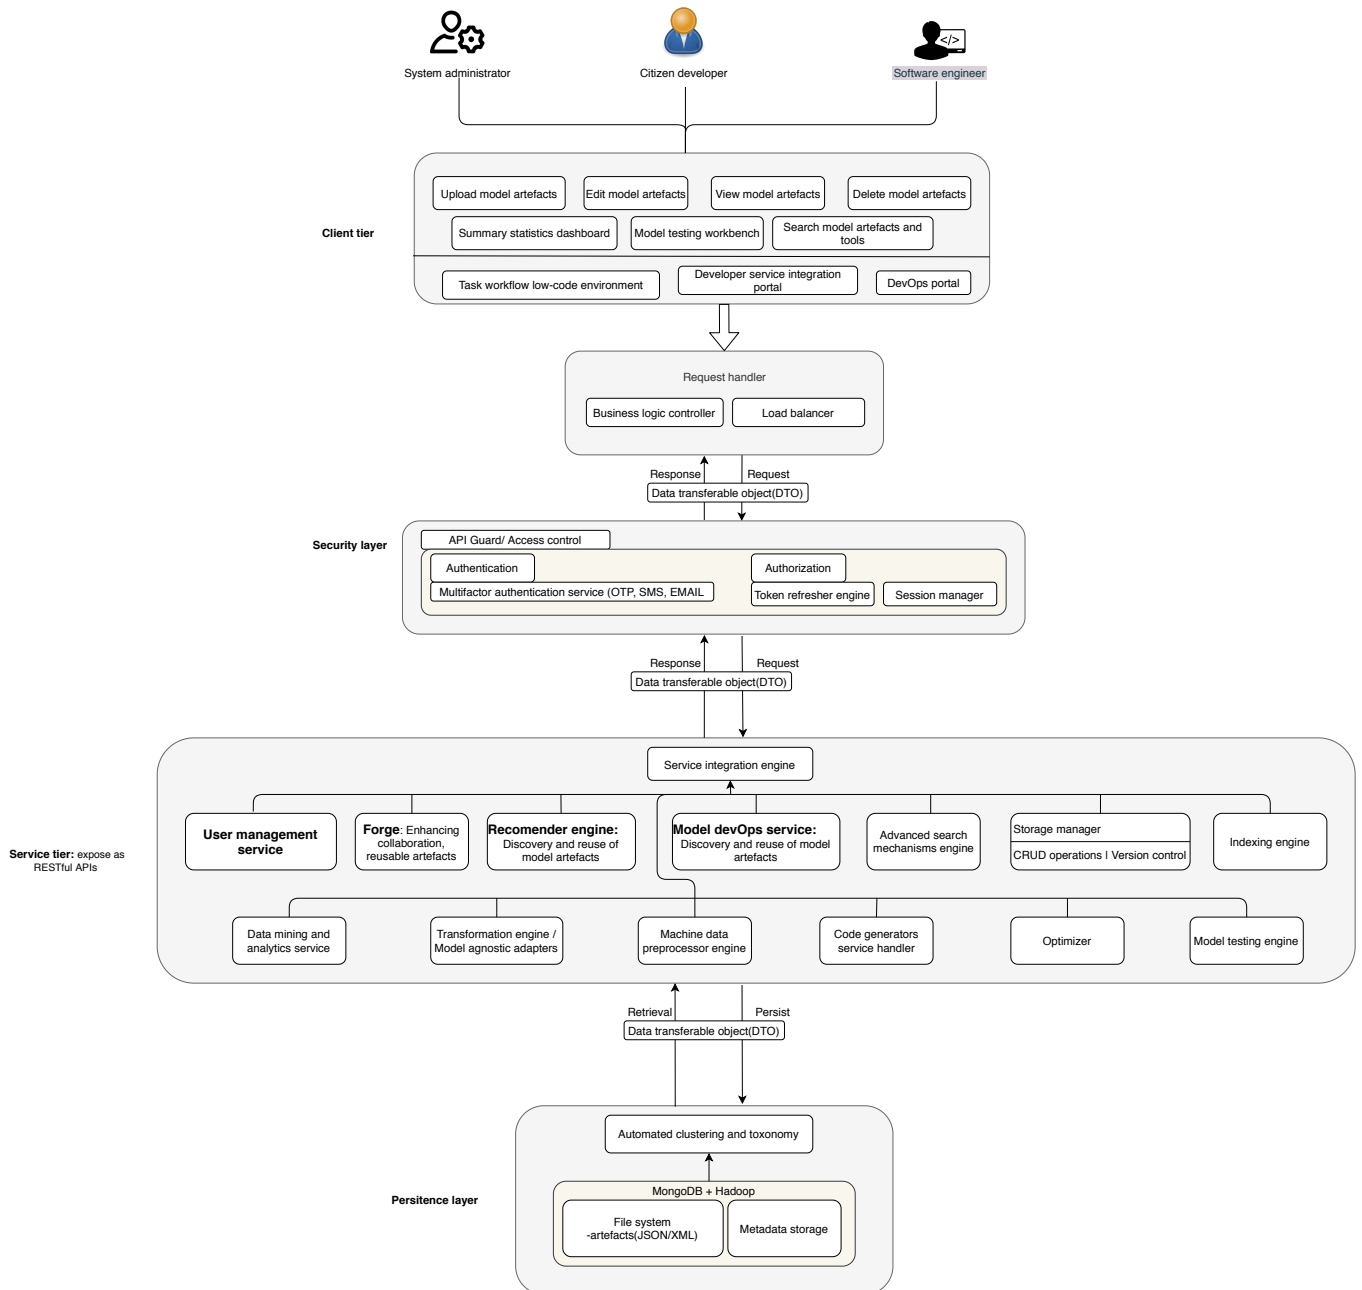 System administrator
Citizen developer
</>
Software engineer
Client tier
Upload model artefacts
Edit model artefacts
View model artefacts
Delete model artefacts
Summary statistics dashboard
Model testing workbench
Search model artefacts and
tools
Task workflow low-code environment
Developer service integration
portal
DevOps portal
Request handler
Business logic controller
Load balancer
Response
Request
Data transferable object(DTO)
Security layer
API Guard/ Access control
Authentication
Authorization
Multifactor authentication service (OTP, SMS, EMAIL
Token refresher engine
Session manager
Response
Request
Data transferable object(DTO)
Service tier: expose as
RESTful APIs
Service integration engine
User management
service
Forge: Enhancing
collaboration,
reusable artefacts
Recomender engine:
Discovery and reuse of
model artefacts
Model devOps service:
Discovery and reuse of model
artefacts
Advanced search
mechanisms engine
Storage manager
CRUD operations I Version control
Indexing engine
Data mining and
analytics service
Transformation engine /
Model agnostic adapters
Machine data
preprocessor engine
Code generators
service handler
Optimizer
Model testing engine
Retrieval
Persist
Data transferable object(DTO)
Persitence layer
Automated clustering and toxonomy
MongoDB + Hadoop
File system
-artefacts(JSON/XML)
Metadata storage